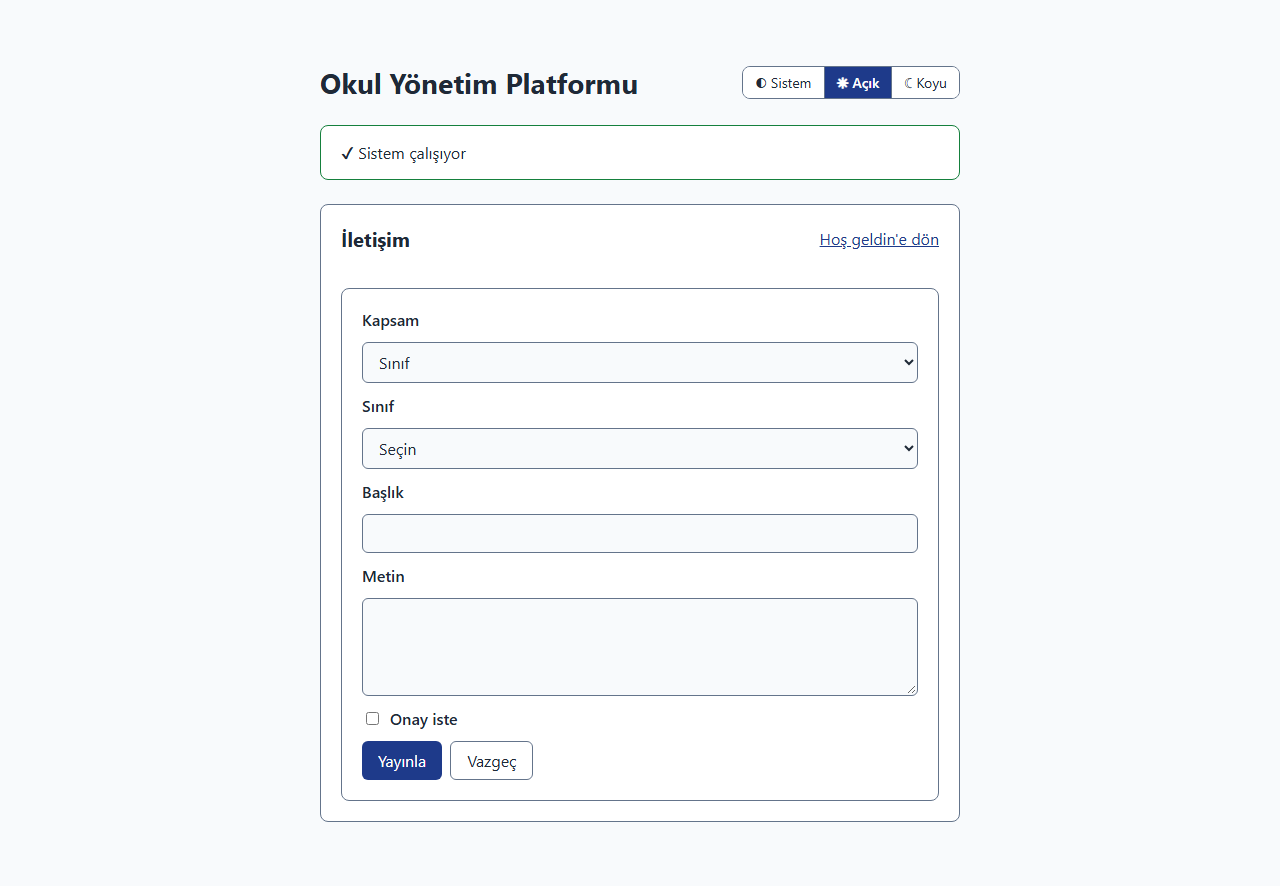 Okul Yönetim Platformu
◐ Sistem ❋ Açık ☾ Koyu
✓ Sistem çalışıyor
İletişim
Hoş geldin'e dön
Kapsam
Sınıf
Sınıf
Seçin
Başlık
Metin
Onay iste
Yayınla Vazgeç